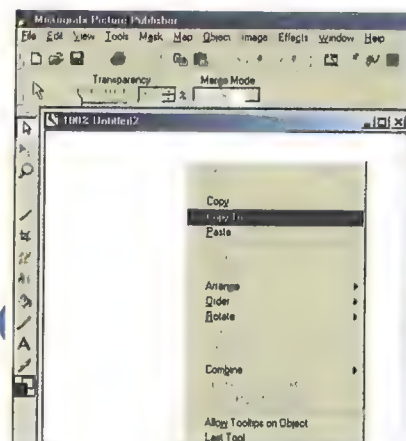 Micrografx Picture Publisher
File Edit View Tools Mask Map Object Image Effects Window Help
Transparency Merge Mode
%
100% Untitled2
Copy
Copy To
Paste
Arrange
Order
Rotate
Combine
Allow Tooltips on Object
Last Tool